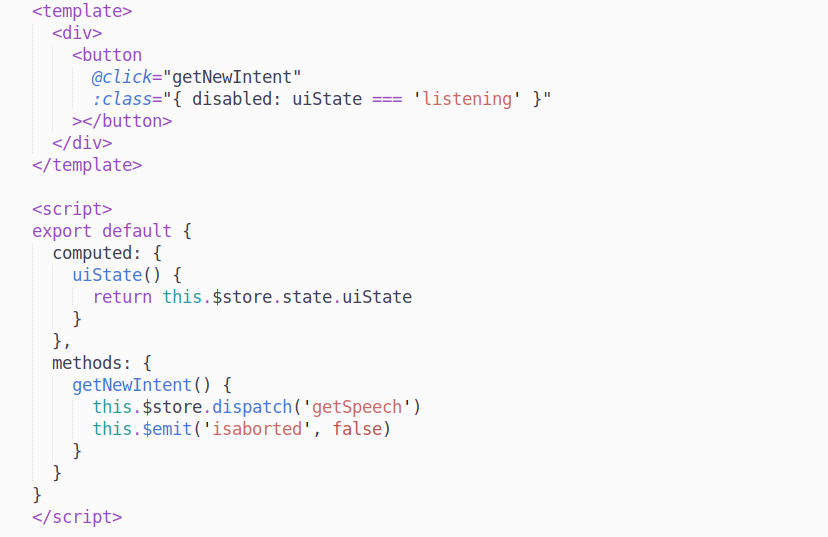 <template>
  <div>
    <button
      @click="getNewIntent"
      :class="{ disabled: uiState === 'listening' }"
    ></button>
  </div>
</template>

<script>
export default {
  computed: {
    uiState() {
      return this.$store.state.uiState
    }
  },
  methods: {
    getNewIntent() {
      this.$store.dispatch('getSpeech')
      this.$emit('isaborted', false)
    }
  }
}
</script>